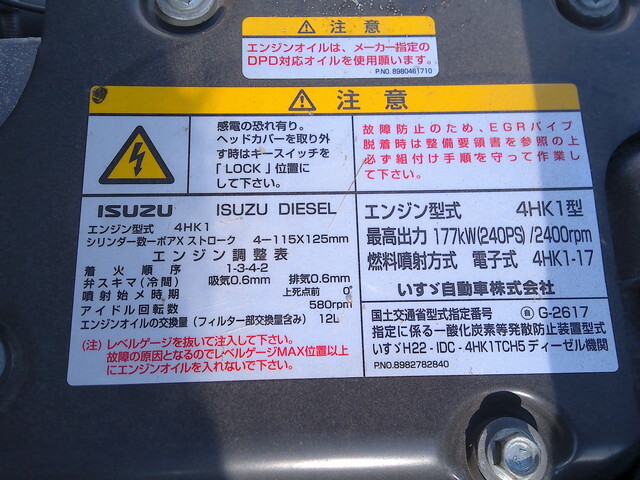 ⚠ 注意
エンジンオイルは、メーカー指定の
DPD対応オイルを使用願います。
P.NO. 8980461710
⚠ 注意
感電の恐れ有り。
ヘッドカバーを取り外
す時はキースイッチを
「LOCK」位置に
して下さい。
故障防止のため、EGRパイプ
脱着時は整備要領書を参照の上
必ず組付け手順を守って作業し
て下さい。
ISUZU ISUZU DIESEL
エンジン型式 4HK1
シリンダ数ーボアXストローク 4ー115X125mm
エンジン調整表
着火順序 1-3-4-2
弁スキマ(冷間) 吸気0.6mm 排気0.6mm
噴射始メ時期 上死点前 0°
アイドル回転数 580rpm
エンジンオイルの交換量(フィルター部交換量含み) 12L
(注)レベルゲージを抜いて注入して下さい。
故障の原因となるのでレベルゲージMAX位置以上
にエンジンオイルを入れないで下さい。
エンジン型式 4HK1型
最高出力 177kW(240PS)/2400rpm
燃料噴射方式 電子式 4HK1-17
いすゞ自動車株式会社
国土交通省型式指定番号 自 G-2617
指定に係る一酸化炭素等発散防止装置型式
いすゞH22-IDC-4HK1TCH5ディーゼル機関
P.NO. 8982782840